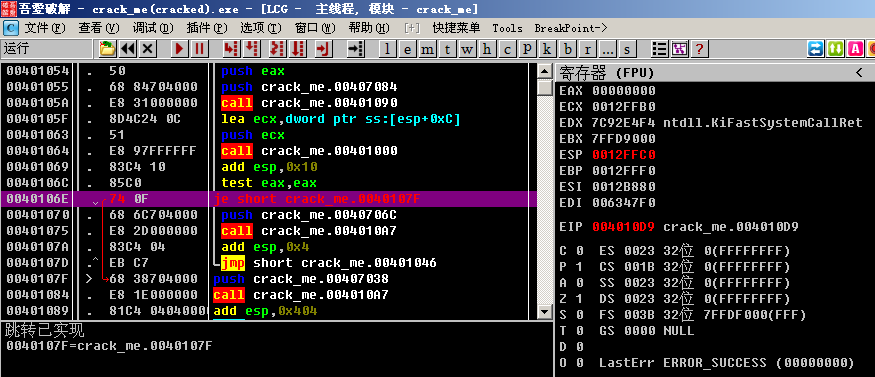 吾爱破解 - crack_me(cracked).exe - [LCG - 主线程, 模块 - crack_me]
C 文件(F) 查看(V) 调试(D) 插件(P) 选项(T) 窗口(W) 帮助(H) [+] 快捷菜单 Tools BreakPoint->
运行 l e m t w h c p k b r ... s ?
00401054 . 50 push eax
00401055 . 68 84704000 push crack_me.00407084
0040105A . E8 31000000 call crack_me.00401090
0040105F . 8D4C24 0C lea ecx,dword ptr ss:[esp+0xC]
00401063 . 51 push ecx
00401064 . E8 97FFFFFF call crack_me.00401000
00401069 . 83C4 10 add esp,0x10
0040106C . 85C0 test eax,eax
0040106E 74 0F je short crack_me.0040107F
00401070 . 68 6C704000 push crack_me.0040706C
00401075 . E8 2D000000 call crack_me.004010A7
0040107A . 83C4 04 add esp,0x4
0040107D .^ EB C7 jmp short crack_me.00401046
0040107F > 68 38704000 push crack_me.00407038
00401084 . E8 1E000000 call crack_me.004010A7
00401089 . 81C4 04040000 add esp,0x404
跳转已实现
0040107F=crack_me.0040107F
寄存器 (FPU) <
EAX 00000000
ECX 0012FFB0
EDX 7C92E4F4 ntdll.KiFastSystemCallRet
EBX 7FFD9000
ESP 0012FFC0
EBP 0012FFF0
ESI 0012B880
EDI 006347F0
EIP 004010D9 crack_me.004010D9
C 0 ES 0023 32位 0(FFFFFFFF)
P 1 CS 001B 32位 0(FFFFFFFF)
A 0 SS 0023 32位 0(FFFFFFFF)
Z 1 DS 0023 32位 0(FFFFFFFF)
S 0 FS 003B 32位 7FFDF000(FFF)
T 0 GS 0000 NULL
D 0
O 0 LastErr ERROR_SUCCESS (00000000)